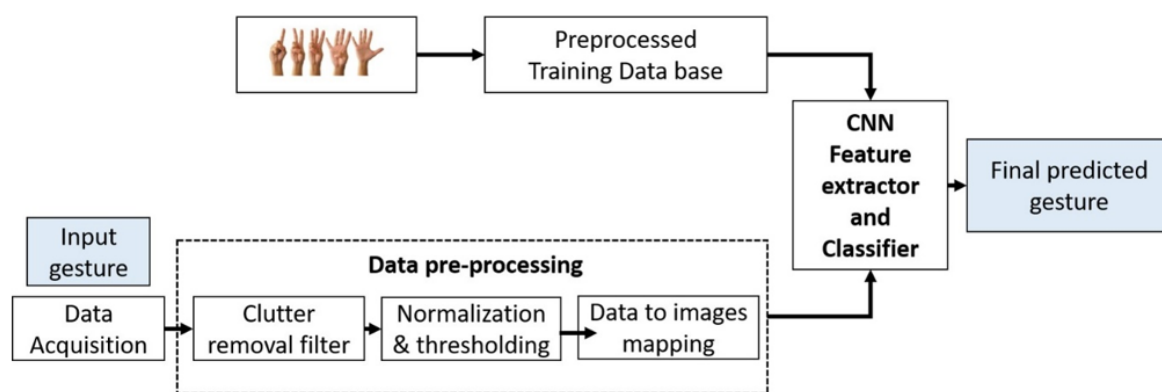 Preprocessed
Training Data base
CNN
Feature
extractor
and
Classifier
Final predicted
gesture
Input
gesture
Data pre-processing
Data
Acquisition
Clutter
removal filter
Normalization
& thresholding
Data to images
mapping